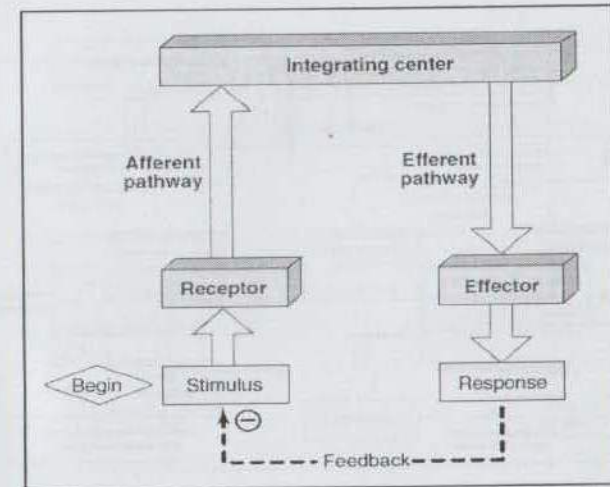 Integrating center
Afferent
pathway
Efferent
pathway
Receptor
Effector
Begin
Stimulus
Response
Feedback